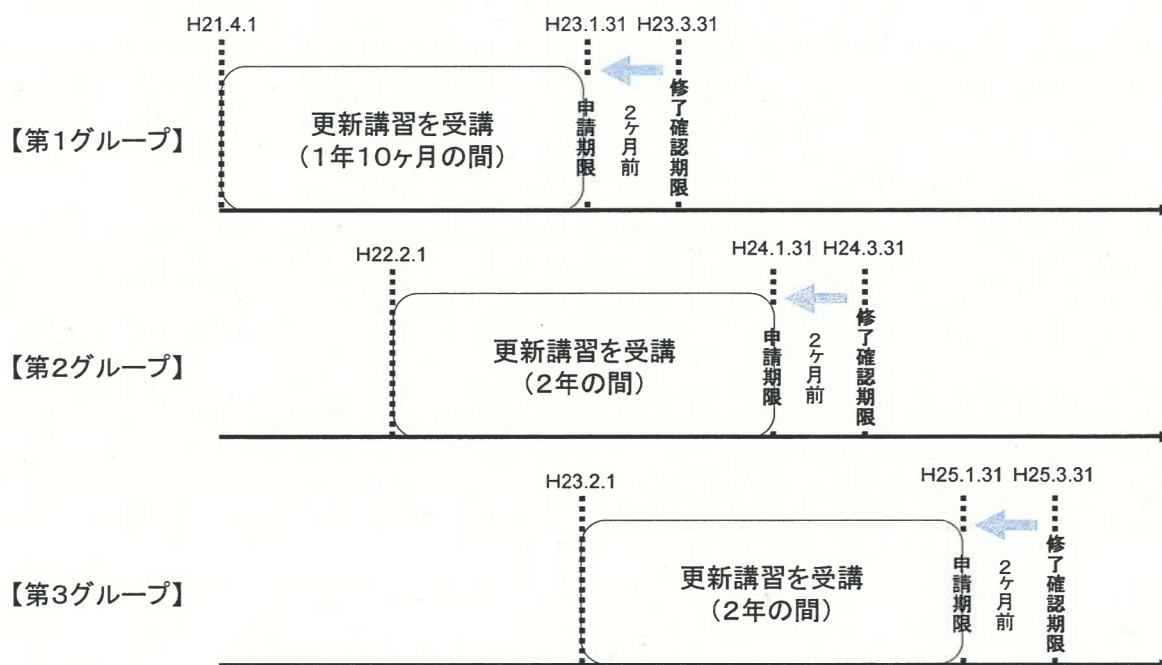 H21.4.1
H23.1.31 H23.3.31
【第1グループ】
更新講習を受講
(1年10ヶ月の間)
申請期限
2ヶ月前
修了確認期限
H22.2.1
H24.1.31 H24.3.31
【第2グループ】
更新講習を受講
(2年の間)
申請期限
2ヶ月前
修了確認期限
H23.2.1
H25.1.31 H25.3.31
【第3グループ】
更新講習を受講
(2年の間)
申請期限
2ヶ月前
修了確認期限